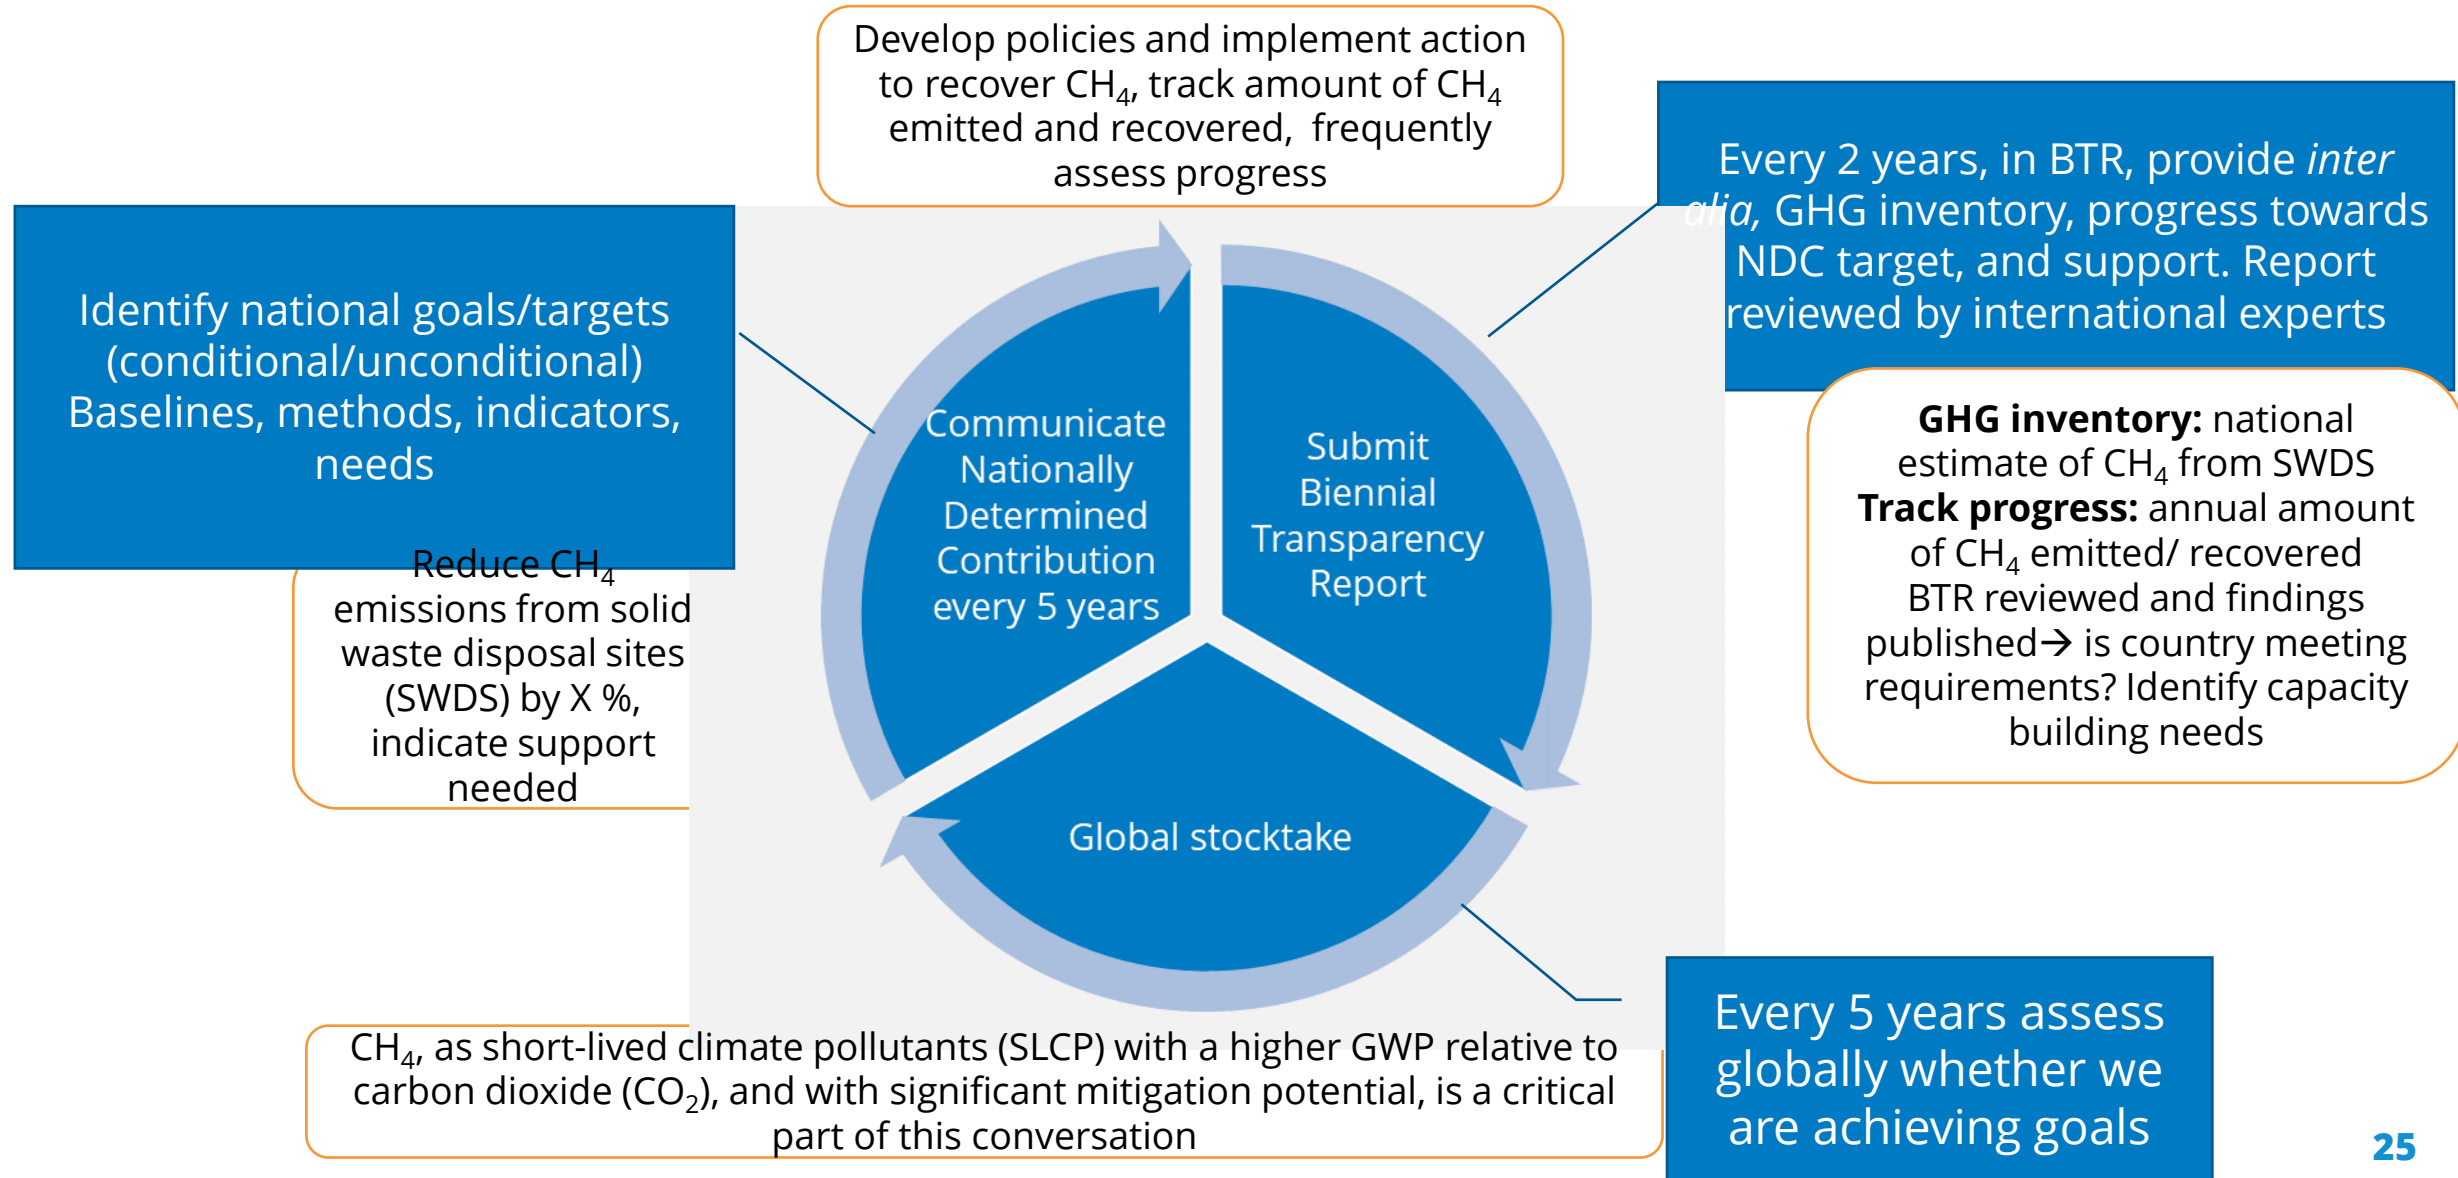 Develop policies and implement action
to recover CH₄, track amount of CH₄
emitted and recovered, frequently
assess progress
Every 2 years, in BTR, provide inter
alia, GHG inventory, progress towards
NDC target, and support. Report
reviewed by international experts
Identify national goals/targets
(conditional/unconditional)
Baselines, methods, indicators,
needs
Communicate
Nationally
Determined
Contribution
every 5 years
Submit
Biennial
Transparency
Report
GHG inventory: national
estimate of CH₄ from SWDS
Track progress: annual amount
of CH₄ emitted/ recovered
BTR reviewed and findings
published→ is country meeting
requirements? Identify capacity
building needs
Reduce CH₄
emissions from solid
waste disposal sites
(SWDS) by X %,
indicate support
needed
Global stocktake
Every 5 years assess
globally whether we
are achieving goals
CH₄, as short-lived climate pollutants (SLCP) with a higher GWP relative to
carbon dioxide (CO₂), and with significant mitigation potential, is a critical
part of this conversation
25